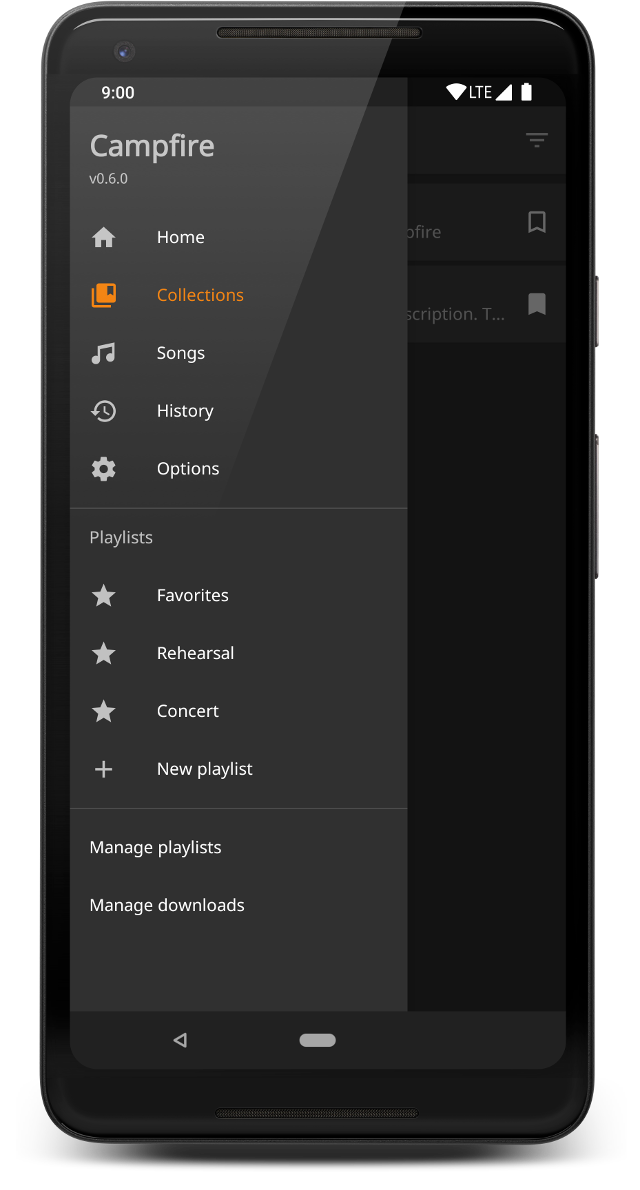 9:00 LTE
Campfire
v0.6.0
Home
pfire
Collections
scription. T...
Songs
History
Options
Playlists
Favorites
Rehearsal
Concert
New playlist
Manage playlists
Manage downloads